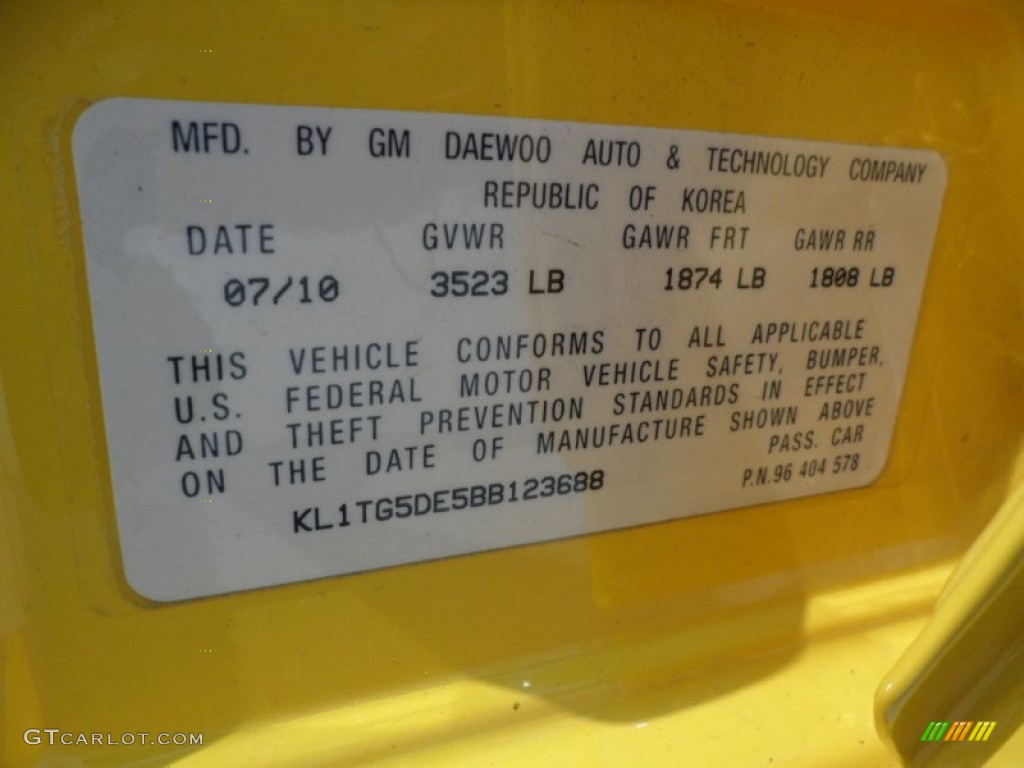 MFD. BY GM DAEWOO AUTO & TECHNOLOGY COMPANY
REPUBLIC OF KOREA
DATE GVWR GAWR FRT GAWR RR
07/10 3523 LB 1874 LB 1808 LB
THIS VEHICLE CONFORMS TO ALL APPLICABLE
U.S. FEDERAL MOTOR VEHICLE SAFETY, BUMPER,
AND THEFT PREVENTION STANDARDS IN EFFECT
ON THE DATE OF MANUFACTURE SHOWN ABOVE
PASS. CAR
KL1TG5DE5BB123688 P.N.96 404 578
GTCARLOT.COM